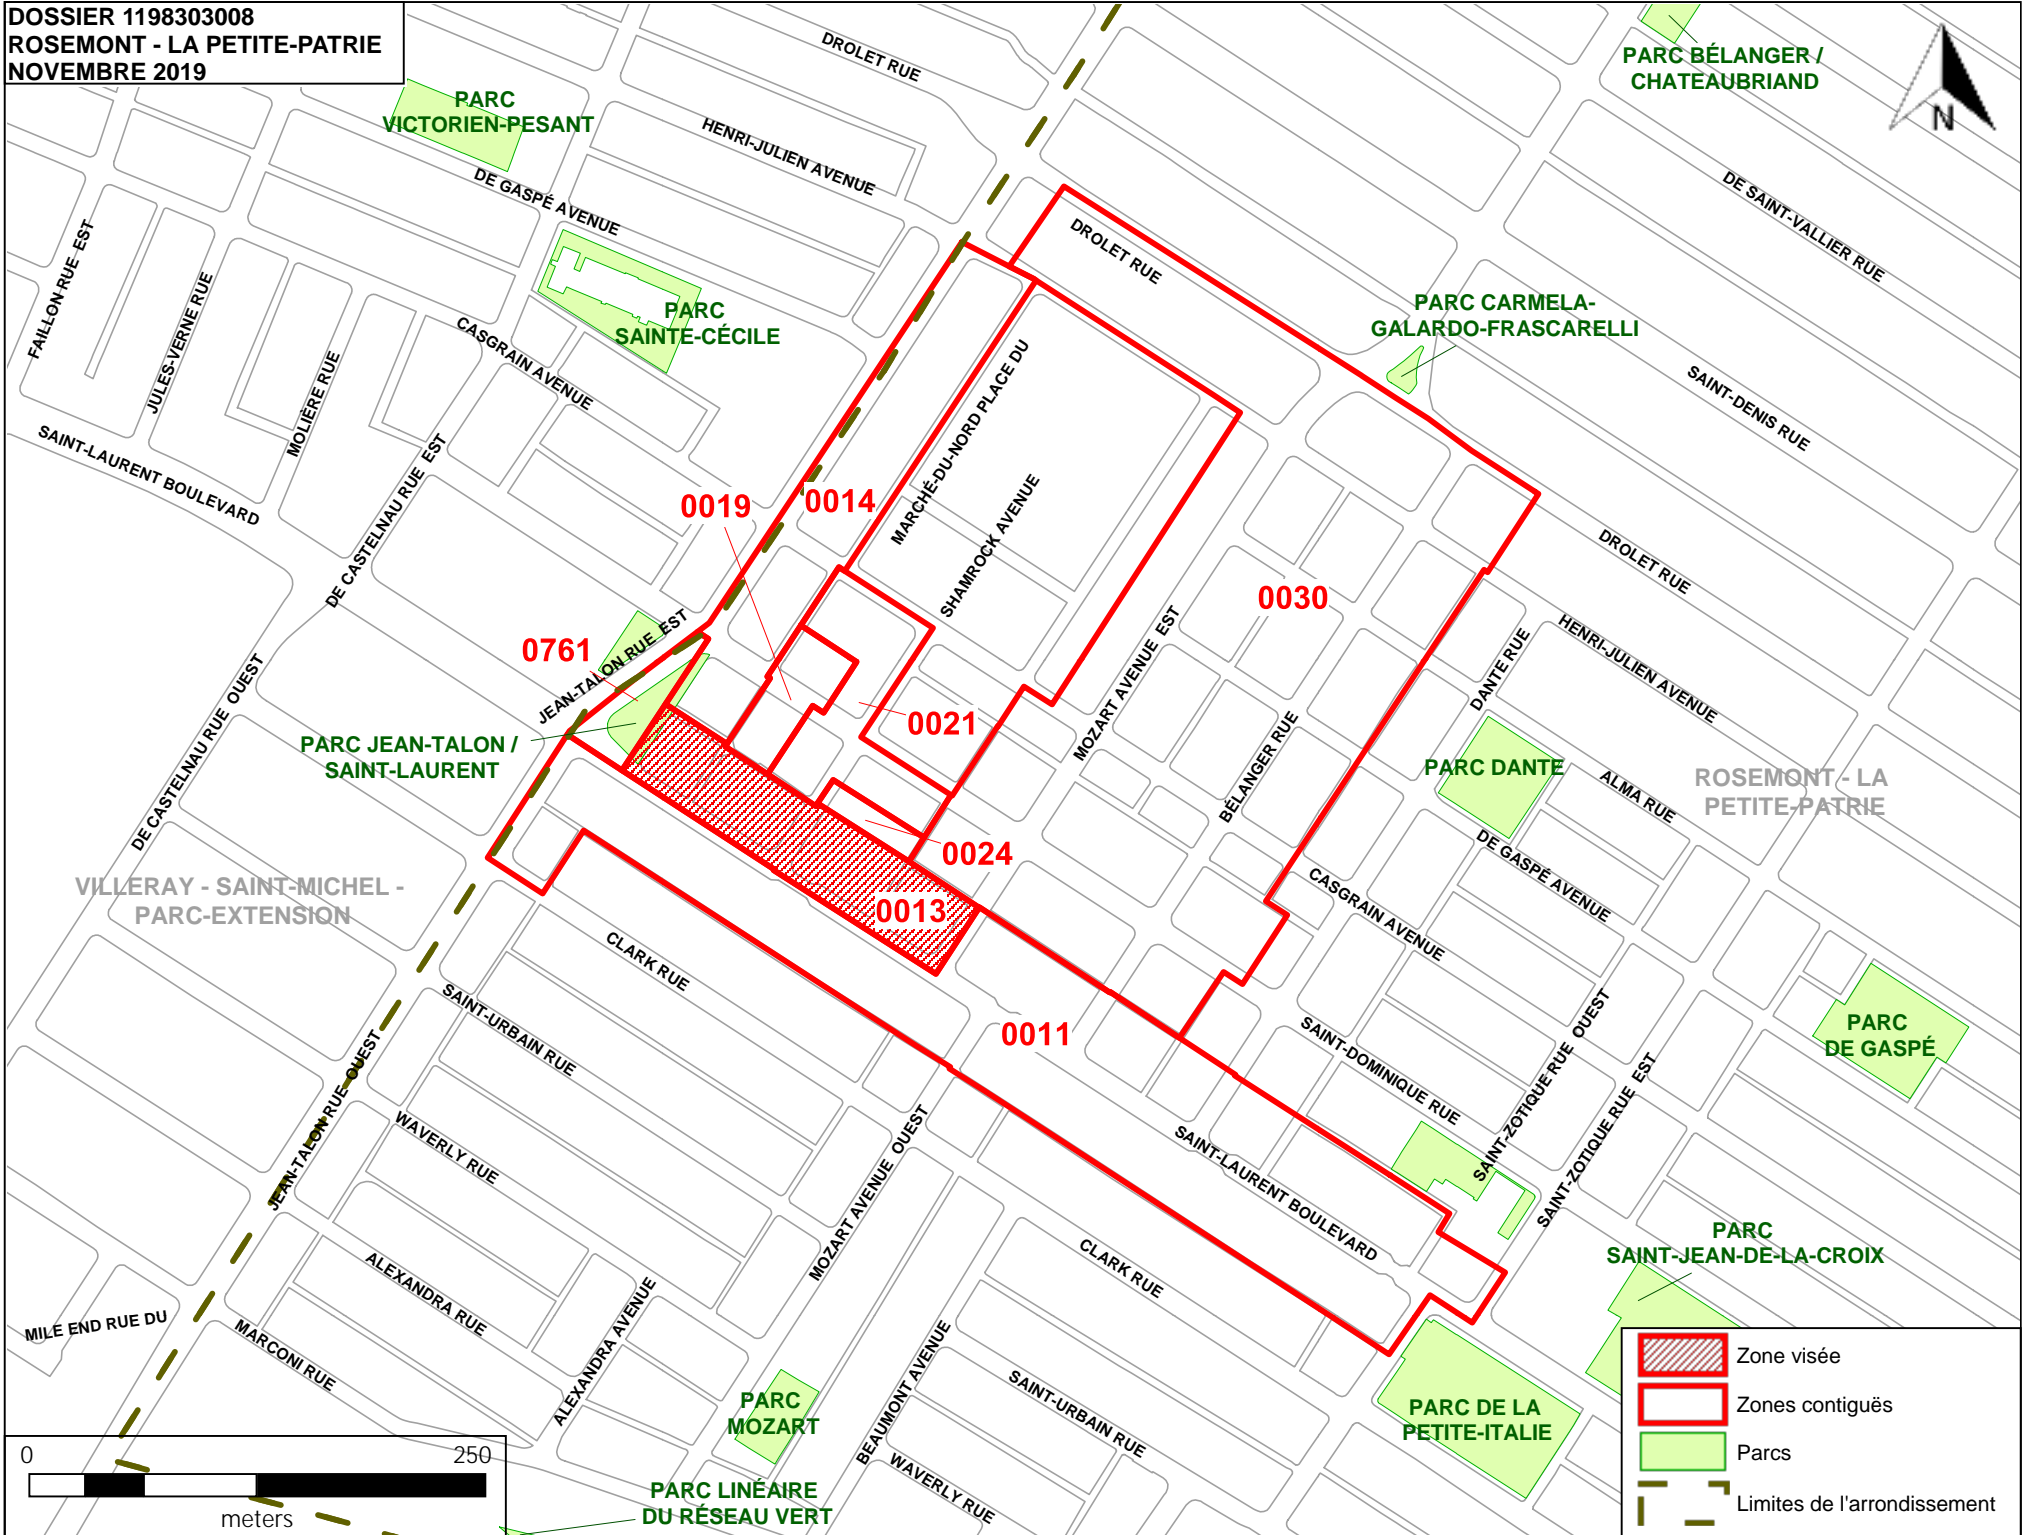 DOSSIER 1198303008
ROSEMONT - LA PETITE-PATRIE
NOVEMBRE 2019
DROLET RUE
PARC BÉLANGER /
CHATEAUBRIAND
N
PARC
VICTORIEN-PESANT
HENRI-JULIEN AVENUE
DE GASPÉ AVENUE
DE SAINT-VALLIER RUE
DROLET RUE
FAILLON RUE EST
JULES-VERNE RUE
MOLIÈRE RUE
CASGRAIN AVENUE
PARC
SAINTE-CÉCILE
PARC CARMELA-
GALARDO-FRASCARELLI
SAINT-DENIS RUE
MARCHÉ-DU-NORD PLACE DU
SHAMROCK AVENUE
SAINT-LAURENT BOULEVARD
DE CASTELNAU RUE EST
0019
0014
0030
DROLET RUE
0761
JEAN-TALON RUE EST
DE CASTELNAU RUE OUEST
MOZART AVENUE EST
DANTE RUE
HENRI-JULIEN AVENUE
0021
PARC JEAN-TALON /
SAINT-LAURENT
BÉLANGER RUE
PARC DANTE
ALMA RUE
ROSEMONT - LA
PETITE-PATRIE
0024
DE GASPÉ AVENUE
VILLERAY - SAINT-MICHEL -
PARC-EXTENSION
0013
CASGRAIN AVENUE
CLARK RUE
SAINT-URBAIN RUE
0011
SAINT-DOMINIQUE RUE
SAINT-ZOTIQUE RUE OUEST
SAINT-ZOTIQUE RUE EST
PARC
DE GASPÉ
JEAN-TALON RUE OUEST
WAVERLY RUE
MOZART AVENUE OUEST
SAINT-LAURENT BOULEVARD
PARC
SAINT-JEAN-DE-LA-CROIX
ALEXANDRA RUE
CLARK RUE
MILE END RUE DU
MARCONI RUE
ALEXANDRA AVENUE
BEAUMONT AVENUE
SAINT-URBAIN RUE
PARC
MOZART
PARC DE LA
PETITE-ITALIE
WAVERLY RUE
PARC LINÉAIRE
DU RÉSEAU VERT
0
250
meters
Zone visée
Zones contiguës
Parcs
Limites de l'arrondissement